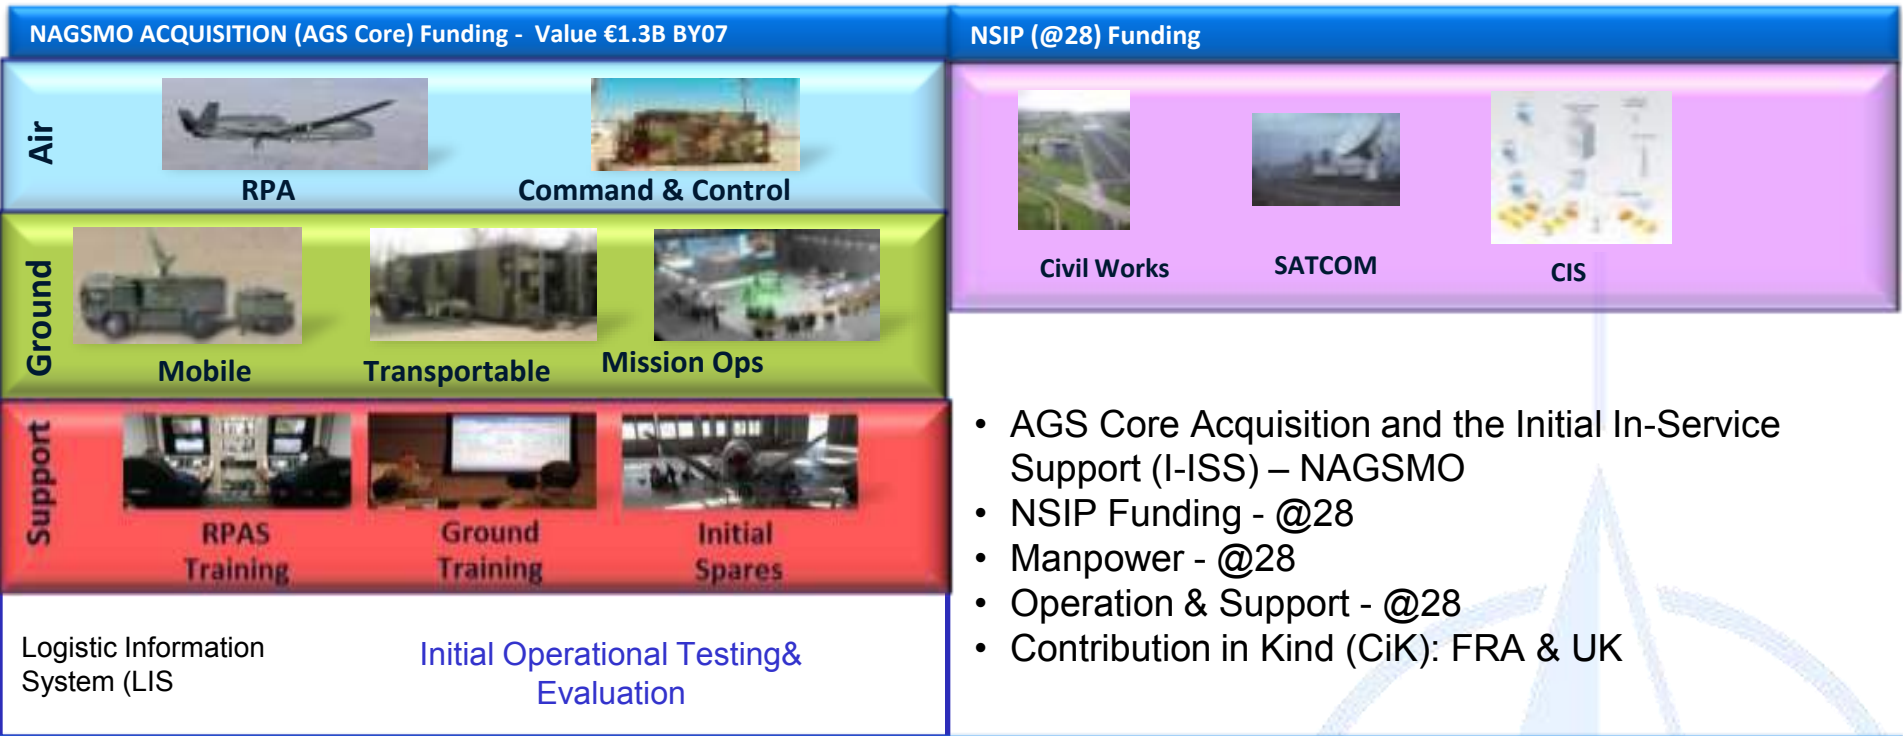 NAGSMO ACQUISITION (AGS Core) Funding - Value €1.3B BY07
Air
RPA
Command & Control
Ground
Mobile
Transportable
Mission Ops
Support
RPAS
Training
Ground
Training
Initial
Spares
Logistic Information
System (LIS
Initial Operational Testing&
Evaluation
NSIP (@28) Funding
Civil Works
SATCOM
CIS
• AGS Core Acquisition and the Initial In-Service
Support (I-ISS) – NAGSMO
• NSIP Funding - @28
• Manpower - @28
• Operation & Support - @28
• Contribution in Kind (CiK): FRA & UK